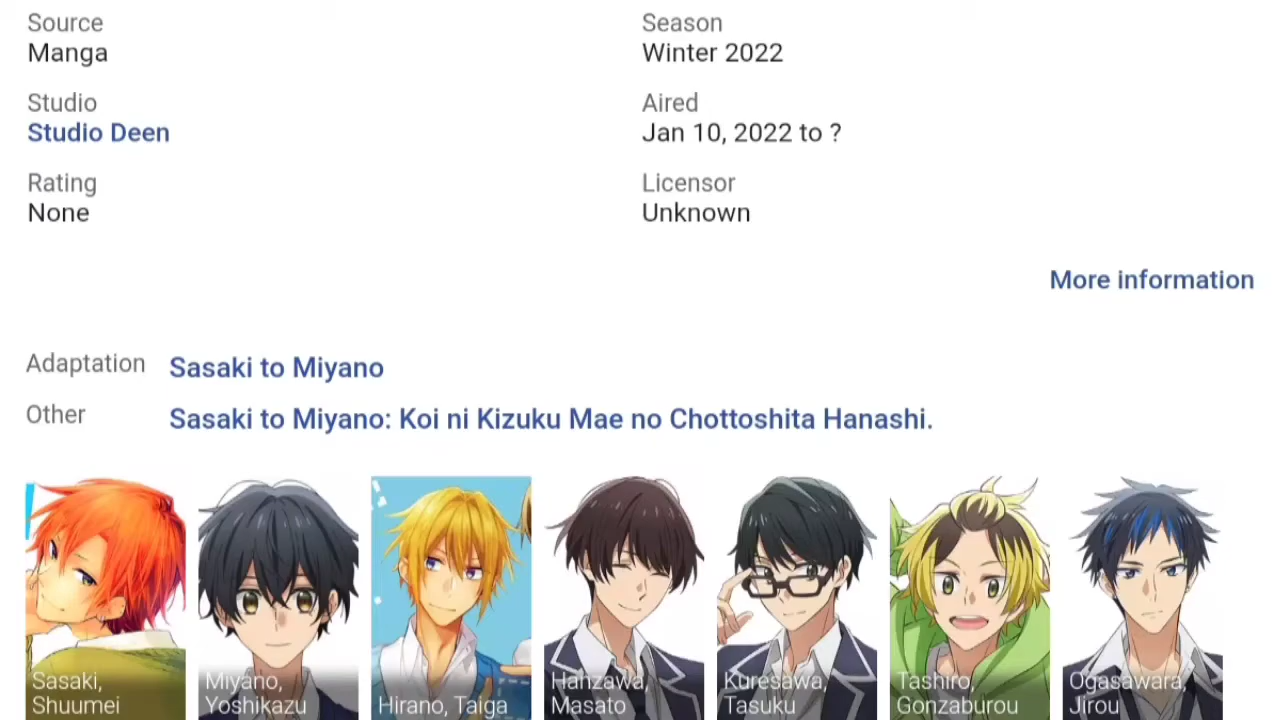 Source
Manga
Season
Winter 2022
Studio
Studio Deen
Aired
Jan 10, 2022 to ?
Rating
None
Licensor
Unknown
More information
Adaptation Sasaki to Miyano
Other Sasaki to Miyano: Koi ni Kizuku Mae no Chottoshita Hanashi.
Sasaki,
Shuumei
Miyano,
Yoshikazu
Hirano, Taiga
Hanzawa,
Masato
Kuresawa,
Tasuku
Tashiro,
Gonzaburou
Ogasawara,
Jirou